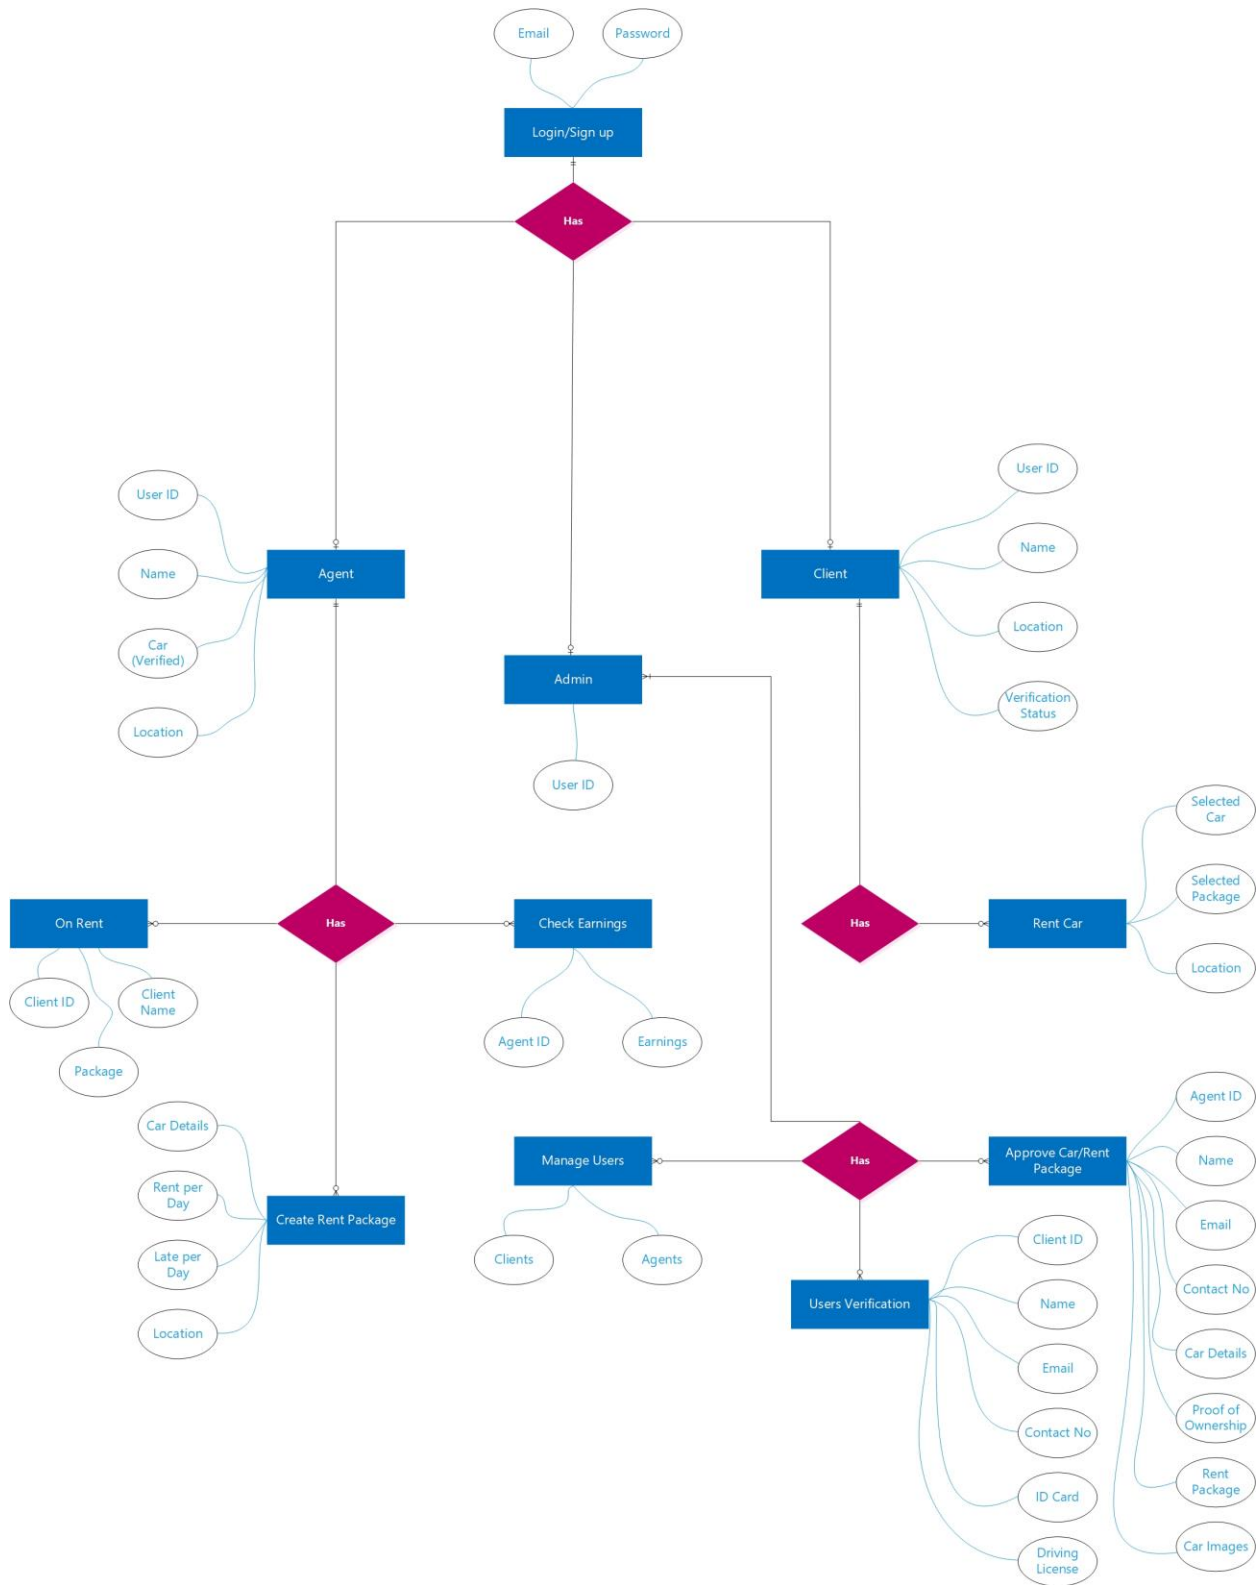 Email
Password
Login/Sign up
Has
User ID
Name
Car
(Verified)
Location
Agent
Client
User ID
Name
Location
Verification
Status
Admin
User ID
Selected
Car
Selected
Package
Location
On Rent
Has
Check Earnings
Has
Rent Car
Client ID
Client
Name
Package
Agent ID
Earnings
Car Details
Rent per
Day
Late per
Day
Location
Create Rent Package
Manage Users
Has
Approve Car/Rent
Package
Clients
Agents
Users Verification
Client ID
Name
Email
Contact No
ID Card
Driving
License
Agent ID
Name
Email
Contact No
Car Details
Proof of
Ownership
Rent
Package
Car Images